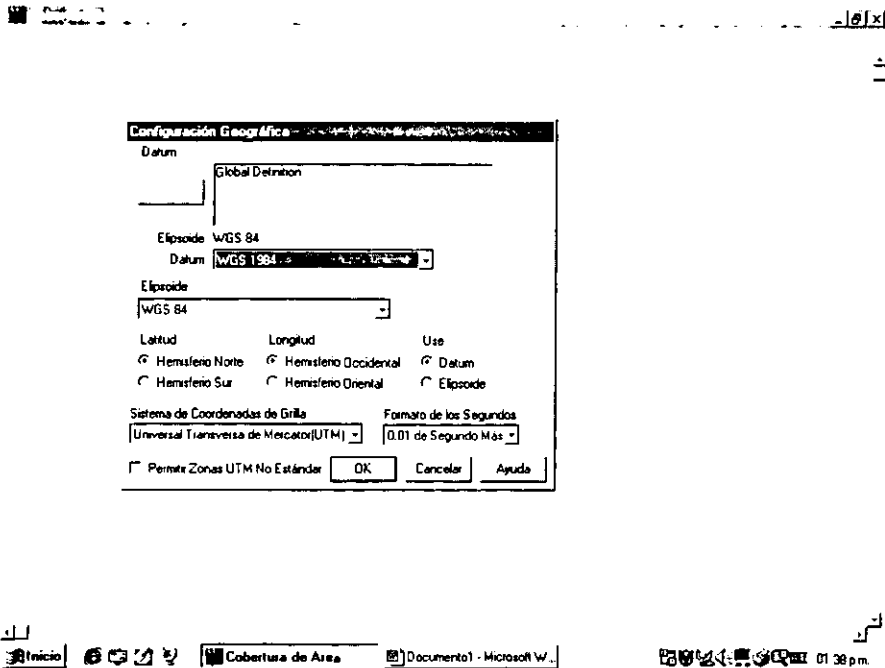 Configuración Geográfica
Datum
Global Definition
Elipsoide WGS 84
Datum WGS 1984
Elipsoide
WGS 84
Latitud Longitud Use
Hemisferio Norte Hemisferio Occidental Datum
Hemisferio Sur Hemisferio Oriental Elipsoide
Sistema de Coordenadas de Grilla Formato de los Segundos
Universal Transversa de Mercator(UTM) 0.01 de Segundo Más
Permitir Zonas UTM No Estándar OK Cancelar Ayuda
Inicio Cobertura de Area Documento1 - Microsoft W... 01:38 p.m.